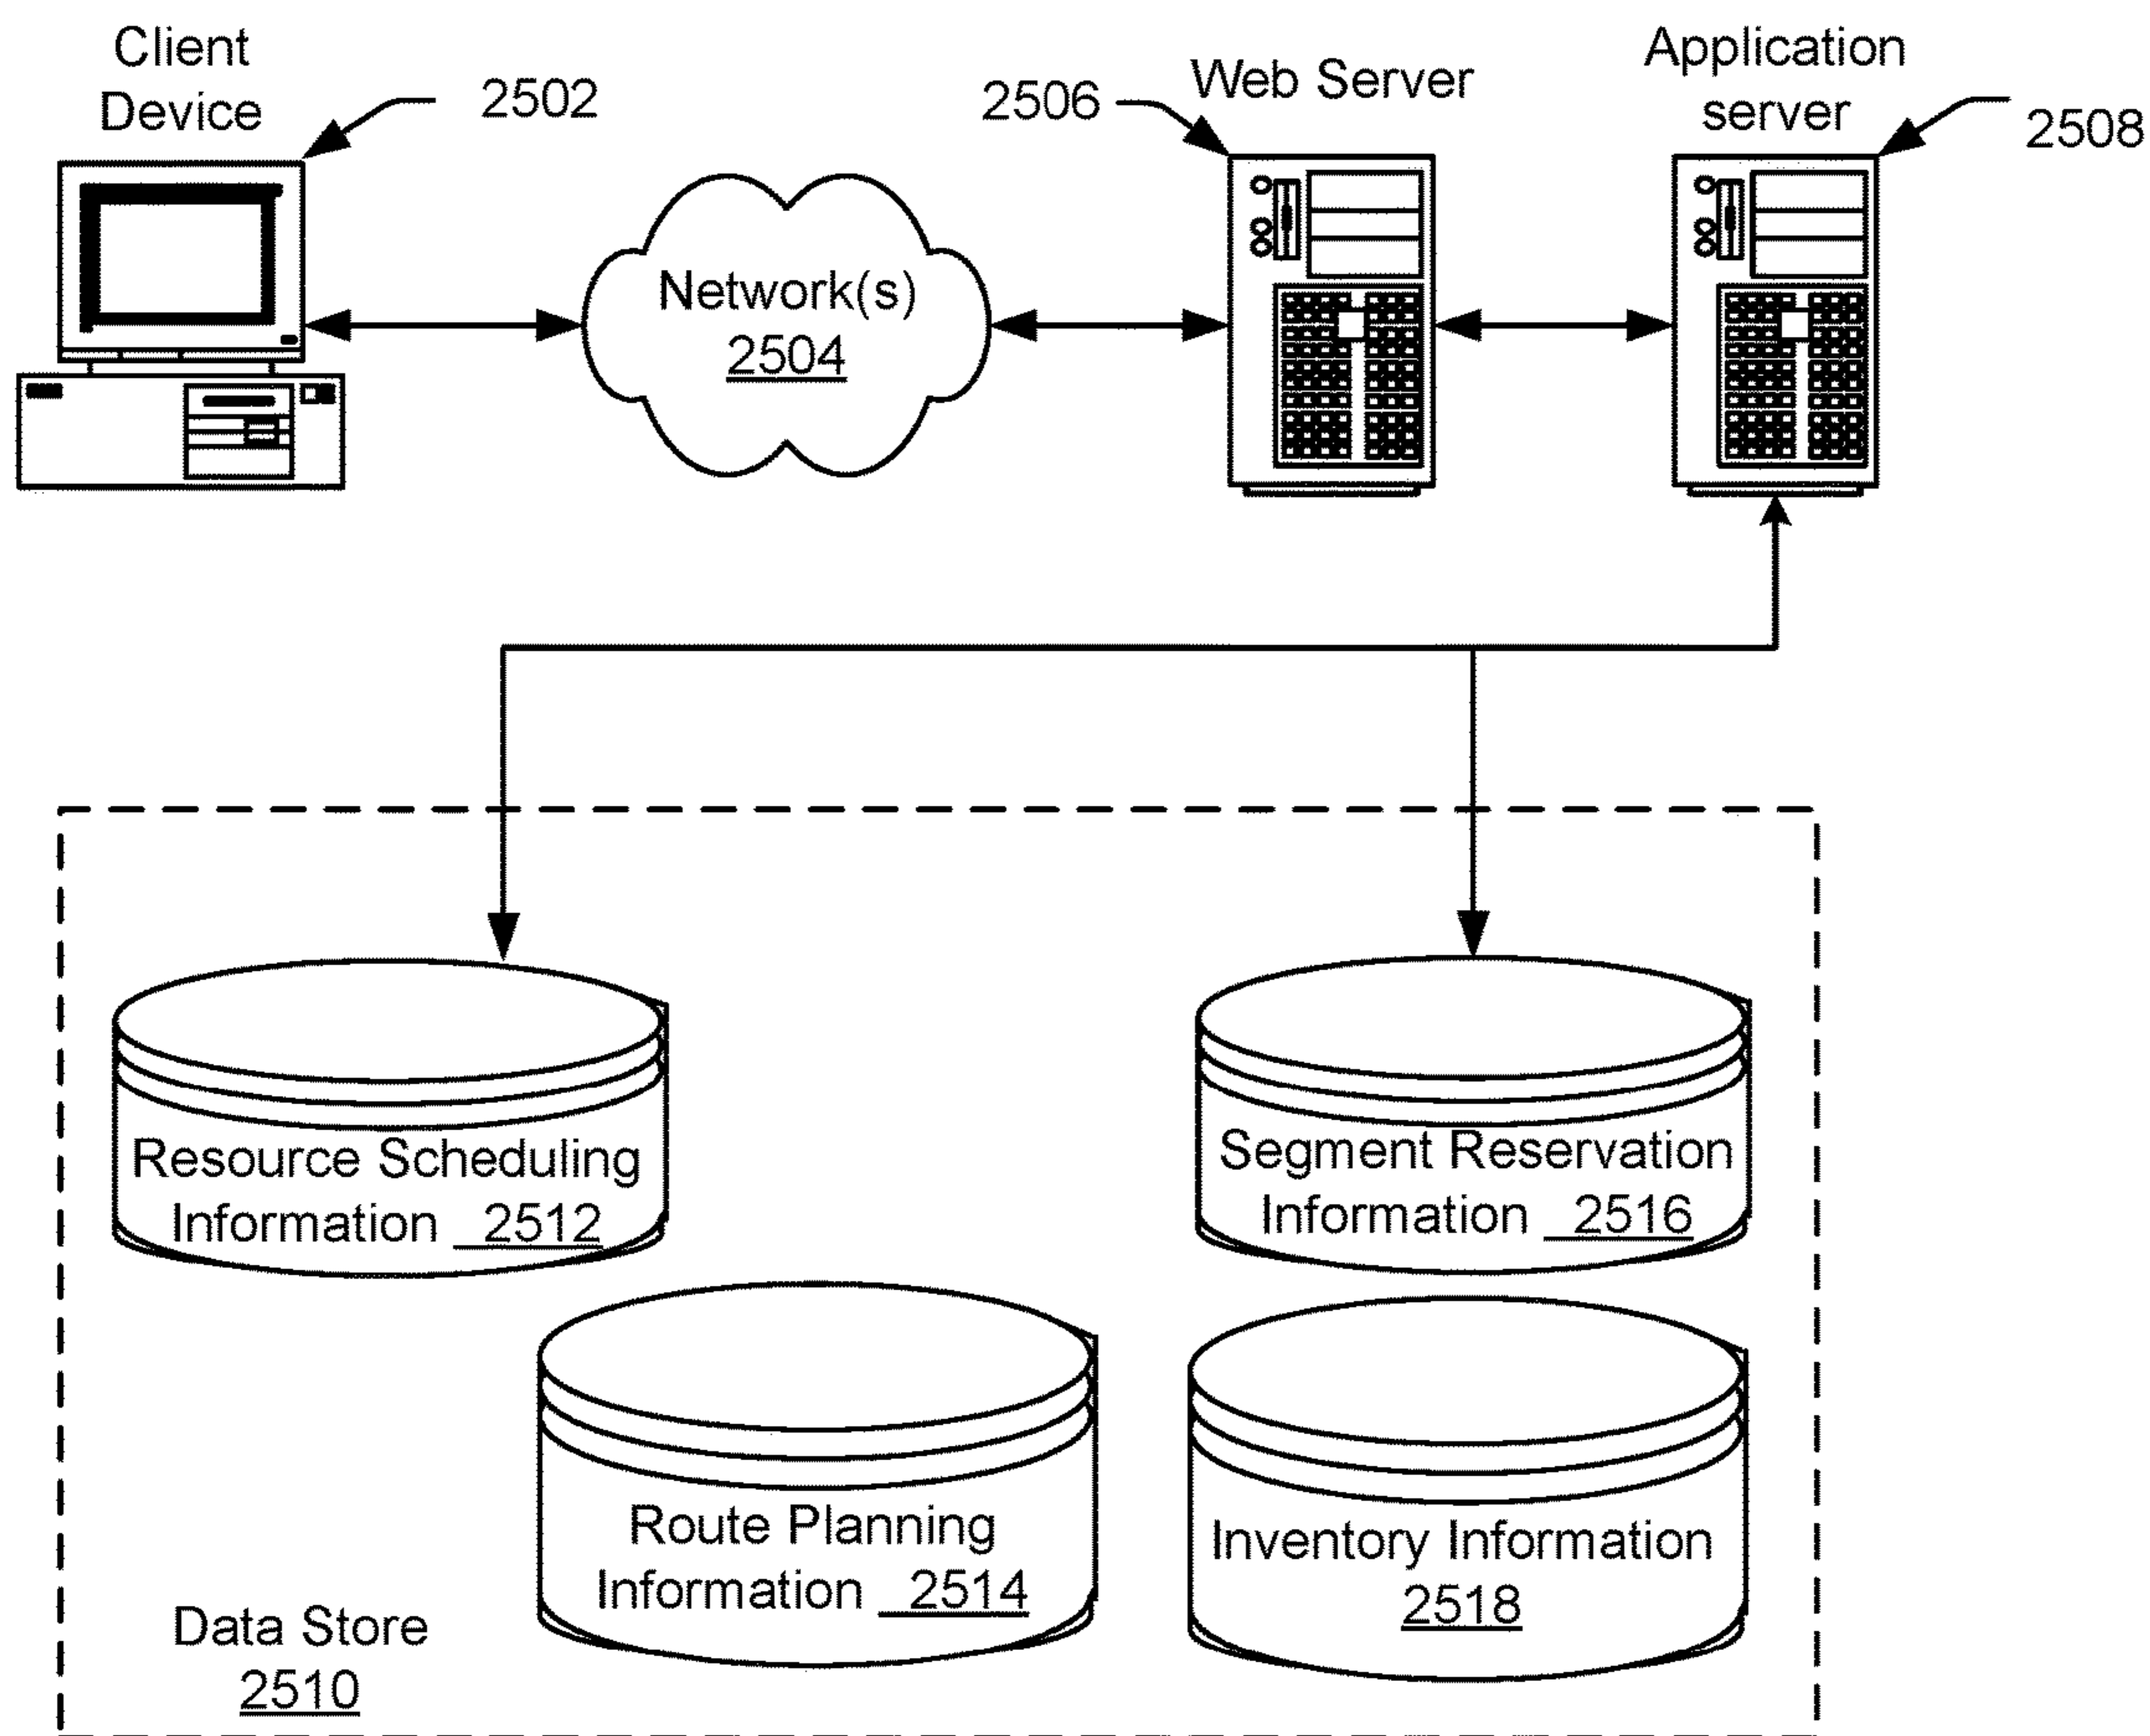 Client
Device
2502
2506
Web Server
Application
server
2508
Network(s)
2504
Resource Scheduling
Information 2512
Segment Reservation
Information 2516
Route Planning
Information 2514
Inventory Information
2518
Data Store
2510